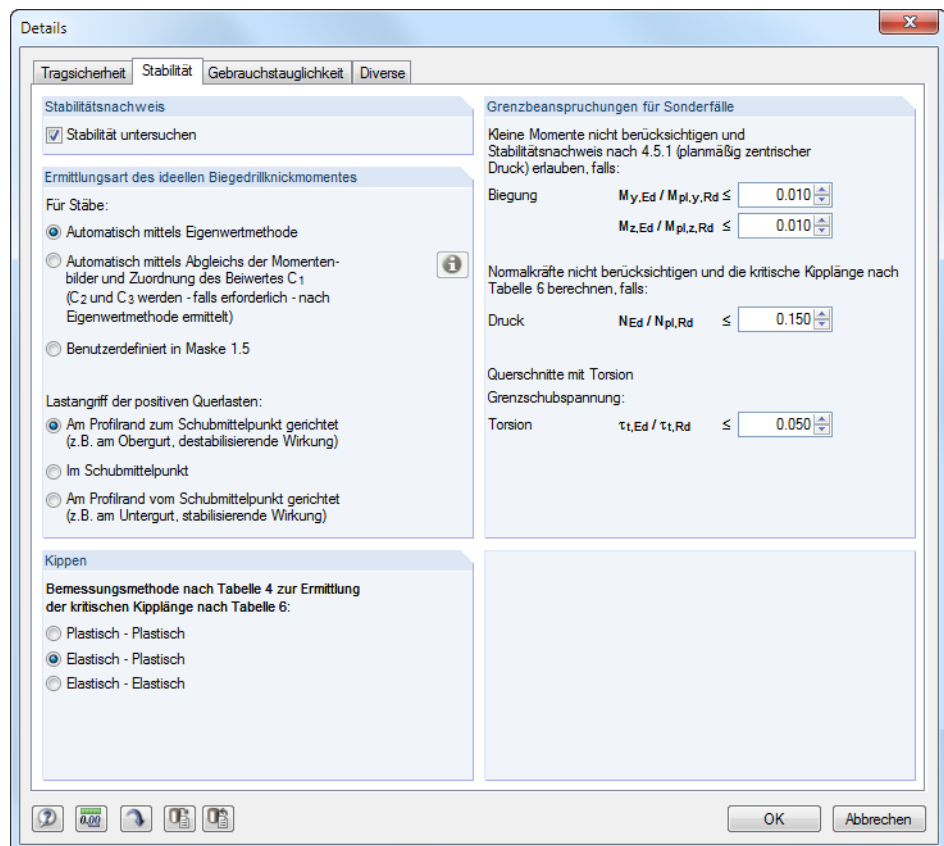 Details
Tragsicherheit Stabilität Gebrauchstauglichkeit Diverse
Stabilitätsnachweis
Stabilität untersuchen
Ermittlungsart des ideellen Biegedrillknickmomentes
Für Stäbe:
Automatisch mittels Eigenwertmethode
Automatisch mittels Abgleichs der Momenten-
bilder und Zuordnung des Beiwertes C1
(C2 und C3 werden - falls erforderlich - nach
Eigenwertmethode ermittelt)
Benutzerdefiniert in Maske 1.5
Lastangriff der positiven Querlasten:
Am Profilrand zum Schubmittelpunkt gerichtet
(z.B. am Obergurt, destabilisierende Wirkung)
Im Schubmittelpunkt
Am Profilrand vom Schubmittelpunkt gerichtet
(z.B. am Untergurt, stabilisierende Wirkung)
Kippen
Bemessungsmethode nach Tabelle 4 zur Ermittlung
der kritischen Kipplänge nach Tabelle 6:
Plastisch - Plastisch
Elastisch - Plastisch
Elastisch - Elastisch
Grenzbeanspruchungen für Sonderfälle
Kleine Momente nicht berücksichtigen und
Stabilitätsnachweis nach 4.5.1 (planmäßig zentrischer
Druck) erlauben, falls:
Biegung My,Ed / Mpl,y,Rd ≤ 0.010
Mz,Ed / Mpl,z,Rd ≤ 0.010
Normalkräfte nicht berücksichtigen und die kritische Kipplänge nach
Tabelle 6 berechnen, falls:
Druck NEd / Npl,Rd ≤ 0.150
Querschnitte mit Torsion
Grenzschubspannung:
Torsion τt,Ed / τt,Rd ≤ 0.050
0.00
OK Abbrechen